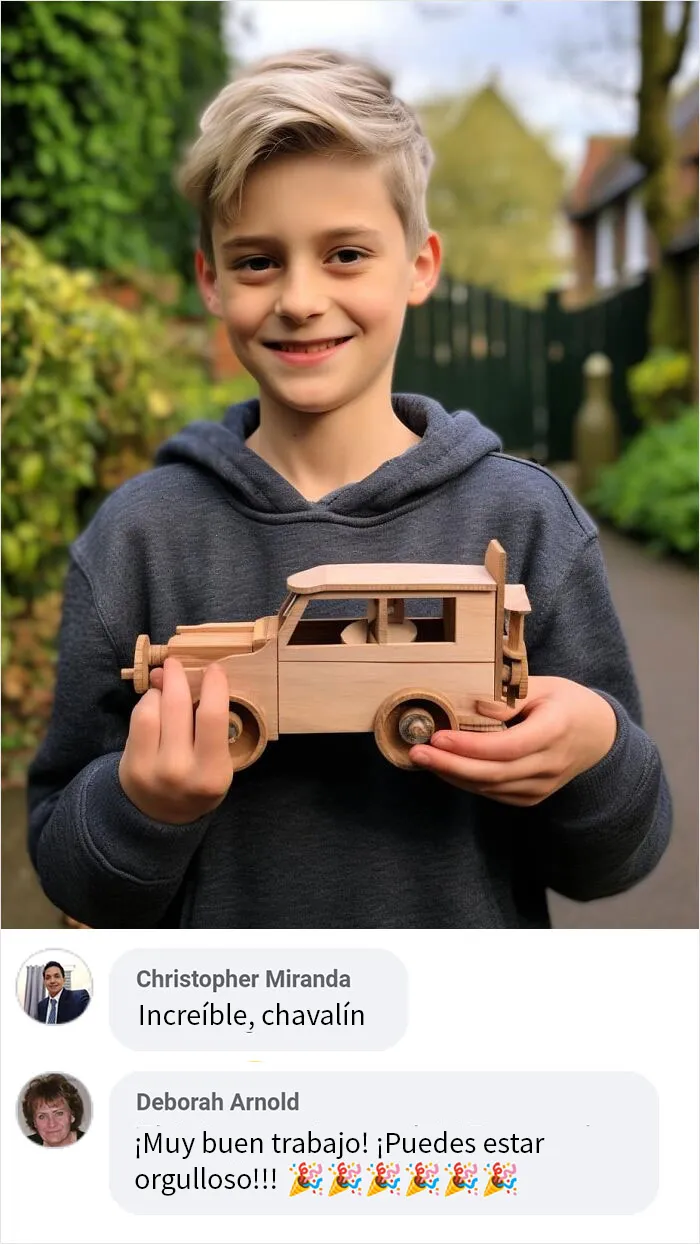 Christopher Miranda
Increíble, chavalín
Deborah Arnold
¡Muy buen trabajo! ¡Puedes estar
orgulloso!!! 🎉🎉🎉🎉🎉🎉